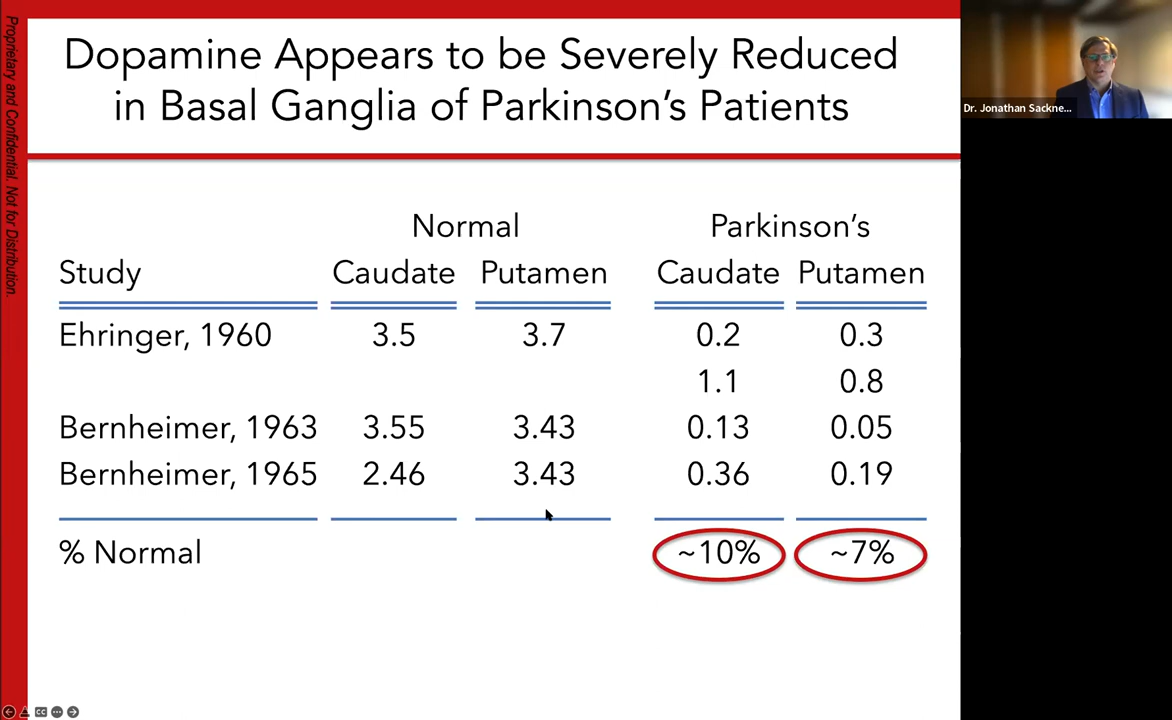 Proprietary and Confidential. Not for Distribution.
Dopamine Appears to be Severely Reduced
in Basal Ganglia of Parkinson's Patients
Dr. Jonathan Sackne...
Normal Parkinson's
Study Caudate Putamen Caudate Putamen
Ehringer, 1960 3.5 3.7 0.2 0.3
1.1 0.8
Bernheimer, 1963 3.55 3.43 0.13 0.05
Bernheimer, 1965 2.46 3.43 0.36 0.19
% Normal ~10% ~7%
CC